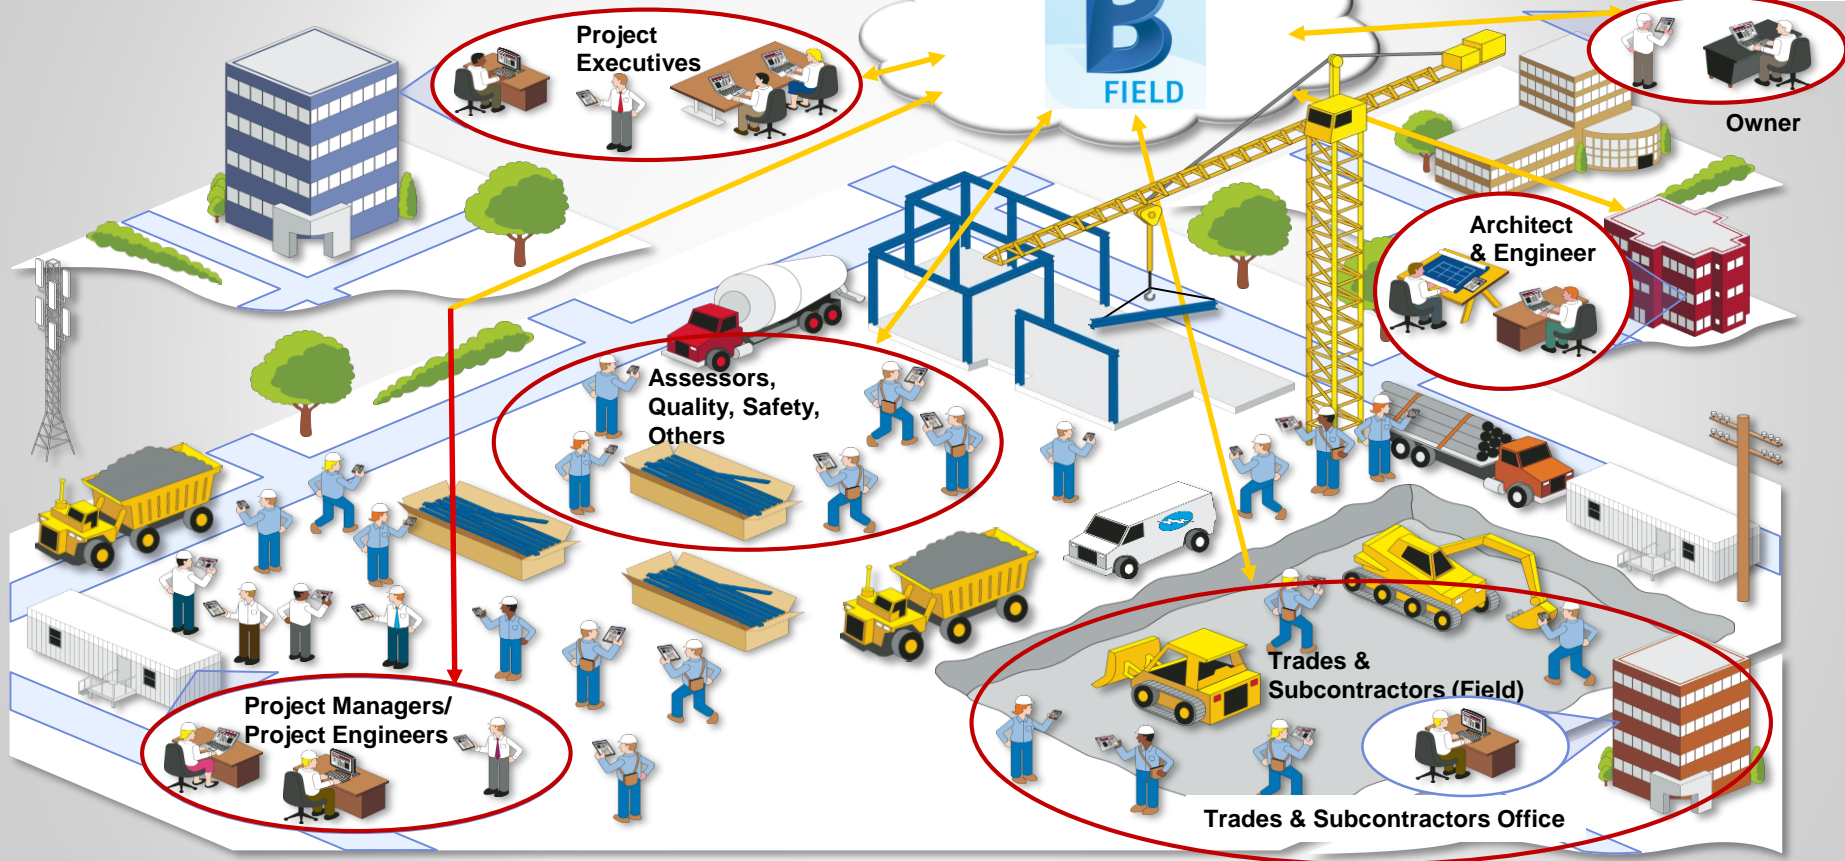 B
FIELD
Project
Executives
Owner
Architect
& Engineer
Assessors,
Quality, Safety,
Others
Trades &
Subcontractors (Field)
Project Managers/
Project Engineers
Trades & Subcontractors Office